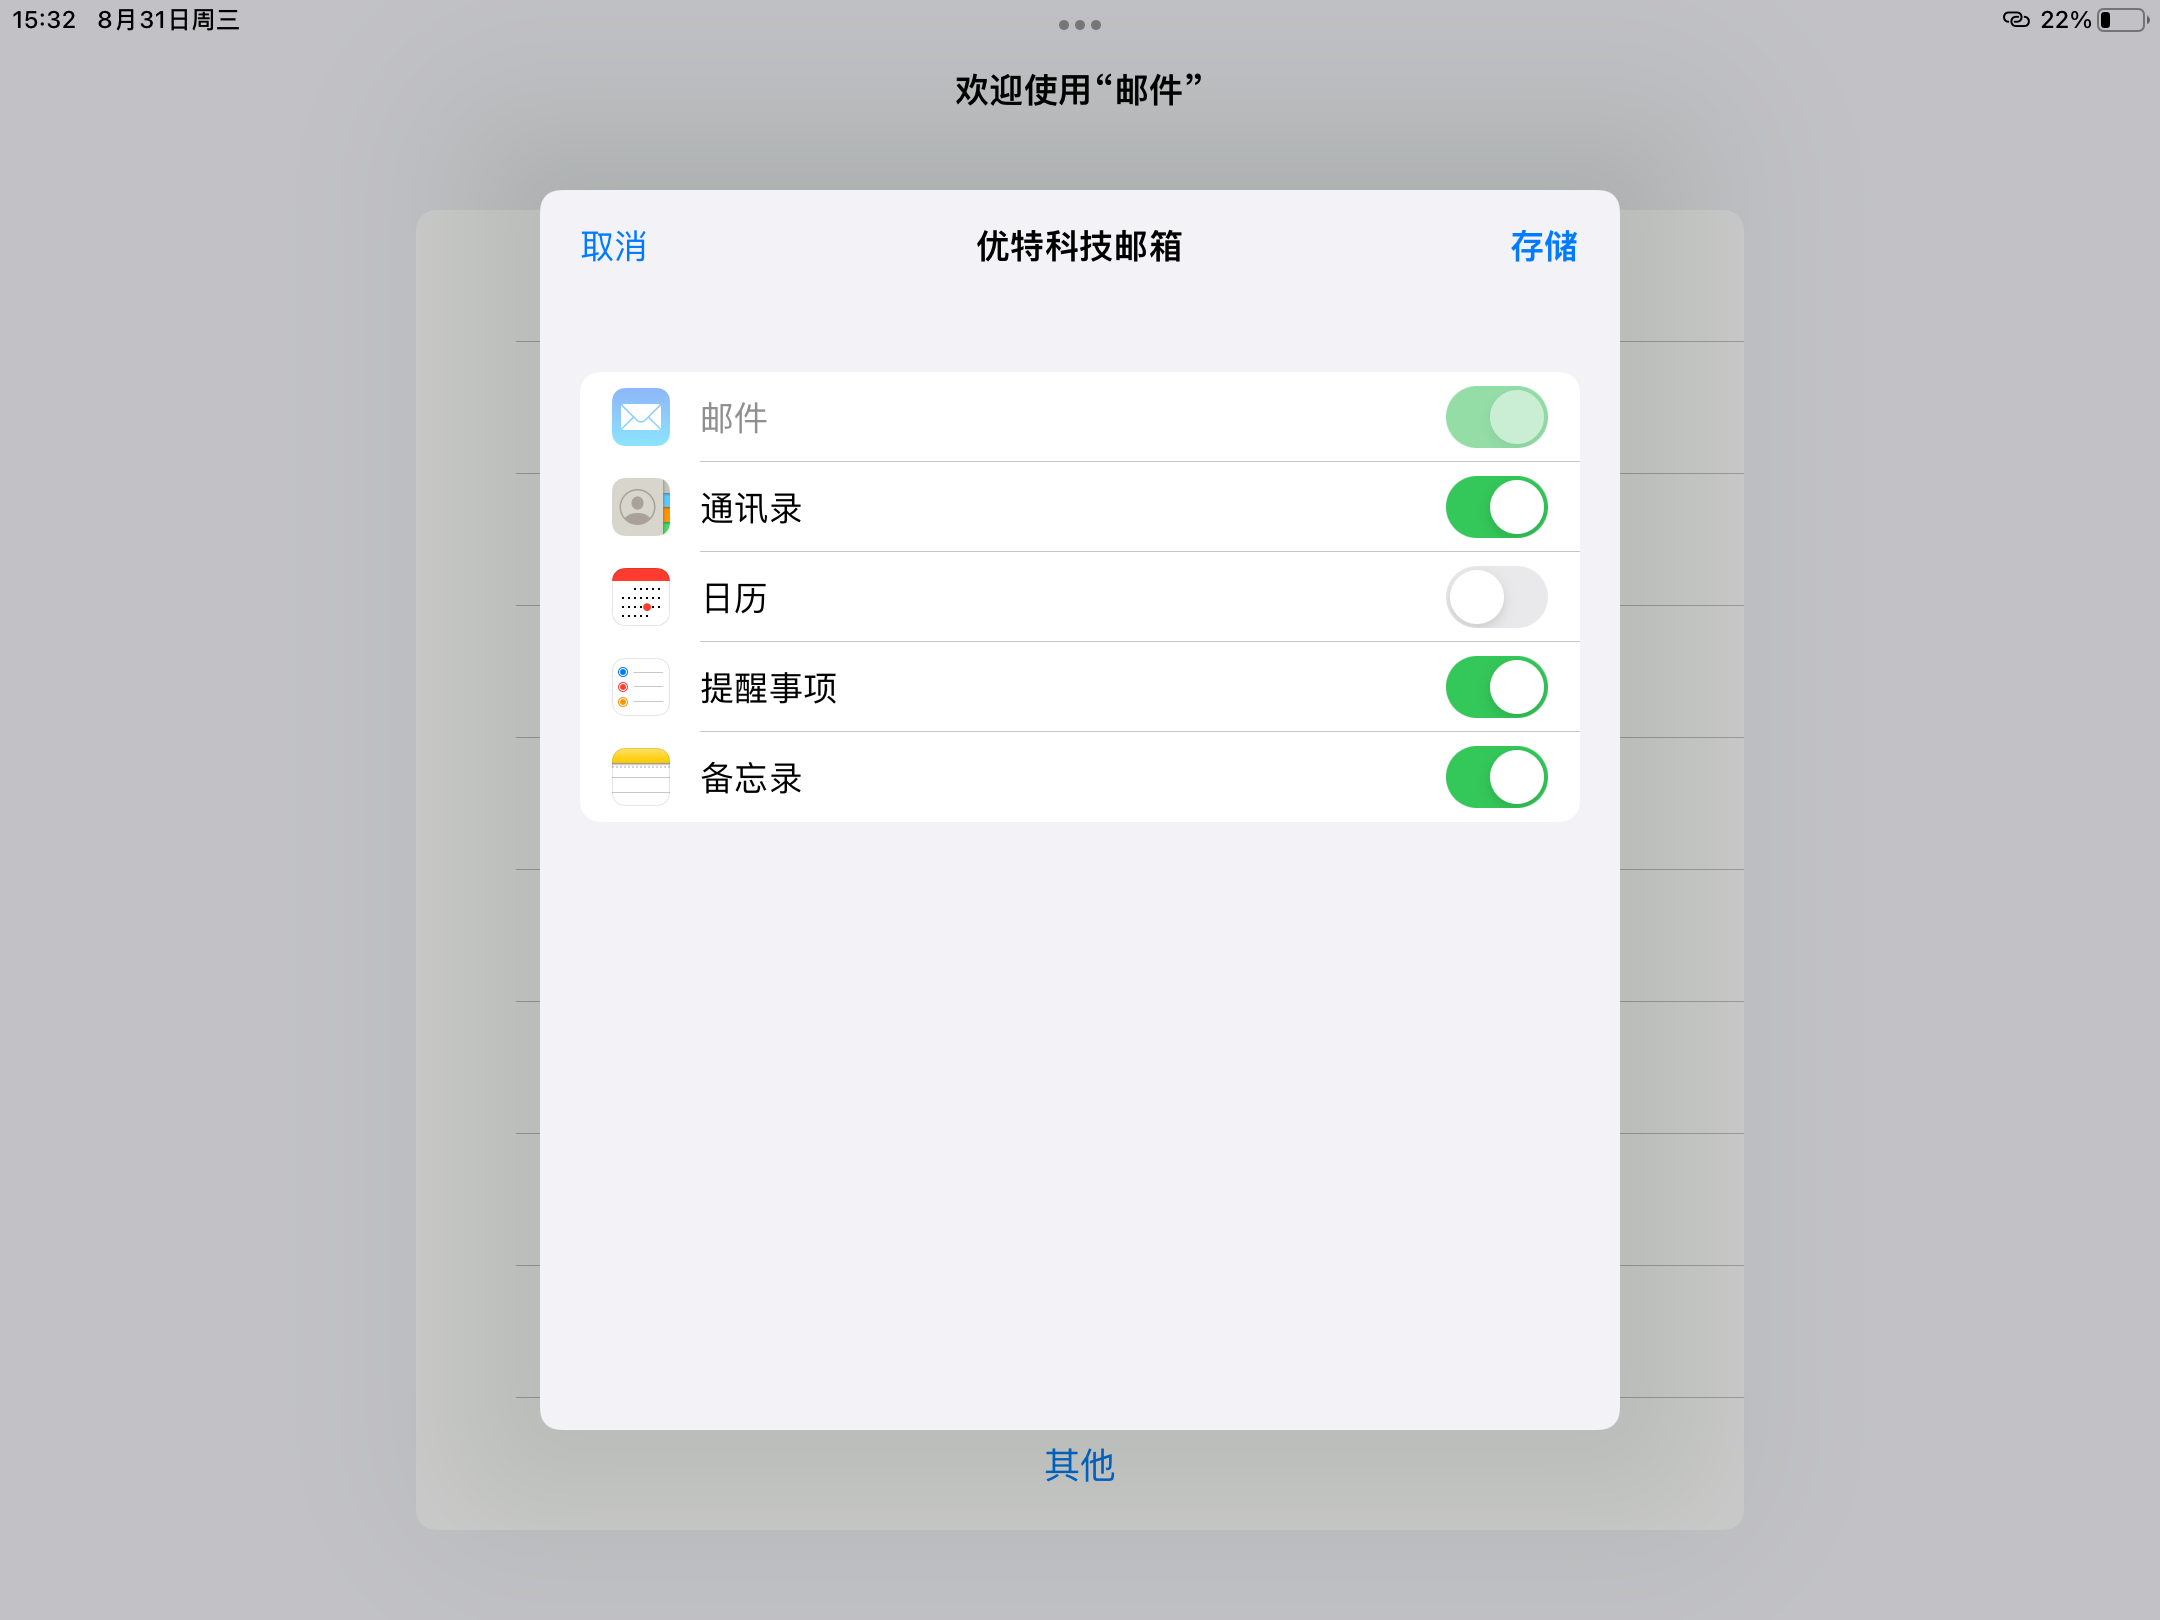 15:32 8月31日周三
22%
欢迎使用“邮件”
取消
优特科技邮箱
存储
邮件
通讯录
日历
提醒事项
备忘录
其他